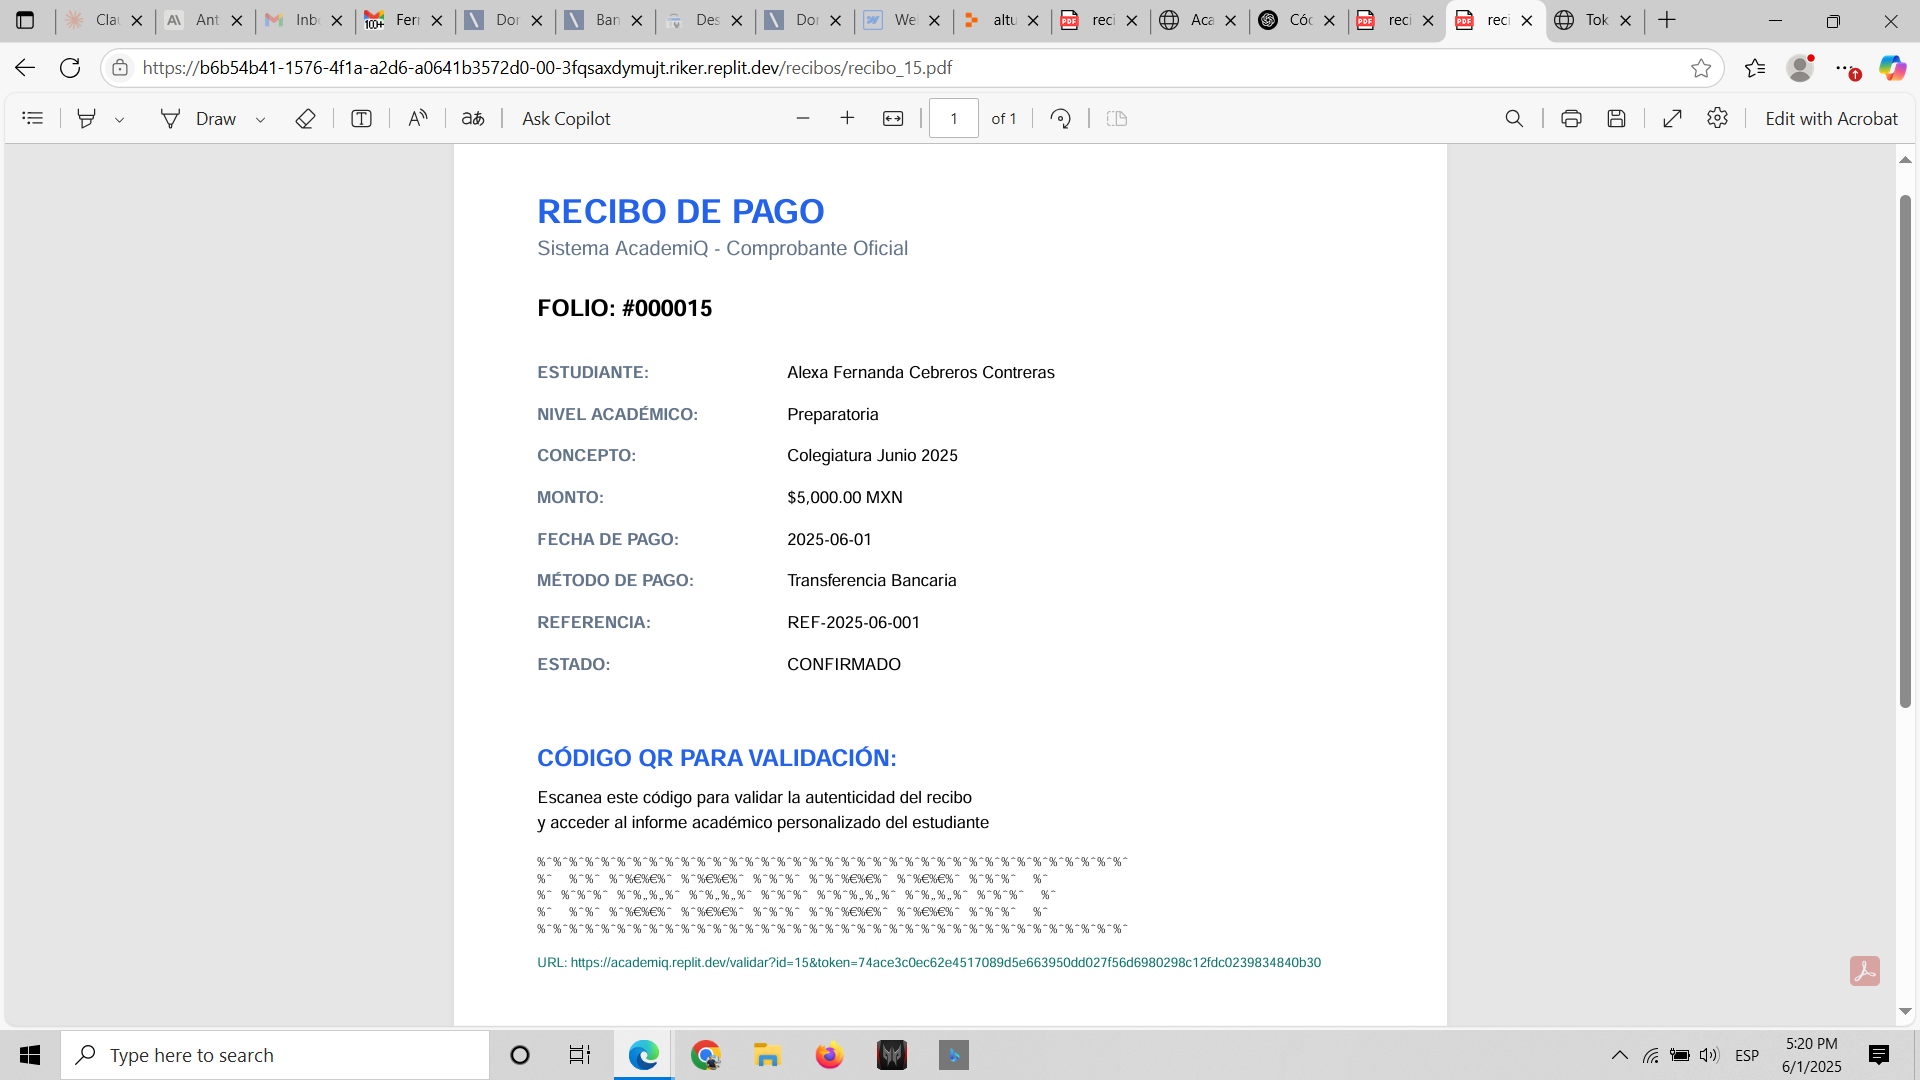 Clau
Ant
Inb
Fern
Dor
Ban
Des
Dor
We
altu
reci
Aca
Cóc
reci
reci
Tok
https://b6b54b41-1576-4f1a-a2d6-a0641b3572d0-00-3fqsaxdymujt.riker.replit.dev/recibos/recibo_15.pdf
Draw
Ask Copilot
1 of 1
Edit with Acrobat
RECIBO DE PAGO
Sistema AcademiQ - Comprobante Oficial
FOLIO: #000015
ESTUDIANTE: Alexa Fernanda Cebreros Contreras
NIVEL ACADÉMICO: Preparatoria
CONCEPTO: Colegiatura Junio 2025
MONTO: $5,000.00 MXN
FECHA DE PAGO: 2025-06-01
MÉTODO DE PAGO: Transferencia Bancaria
REFERENCIA: REF-2025-06-001
ESTADO: CONFIRMADO
CÓDIGO QR PARA VALIDACIÓN:
Escanea este código para validar la autenticidad del recibo
y acceder al informe académico personalizado del estudiante
URL: https://academiq.replit.dev/validar?id=15&token=74ace3c0ec62e4517089d5e663950dd027f56d6980298c12fdc0239834840b30
Type here to search
ESP
5:20 PM
6/1/2025